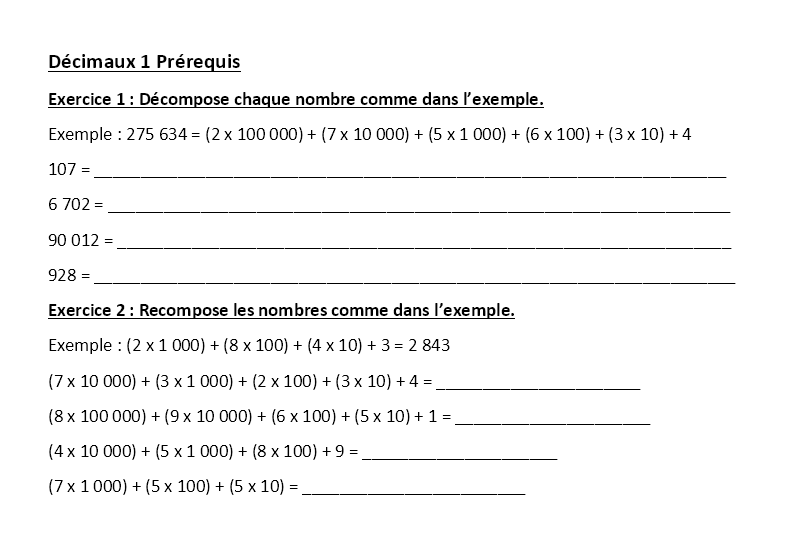 Décimaux 1 Prérequis
Exercice 1 : Décompose chaque nombre comme dans l’exemple.
Exemple : 275 634 = (2 x 100 000) + (7 x 10 000) + (5 x 1 000) + (6 x 100) + (3 x 10) + 4
107 = ____________________________________________________________________
6 702 = ___________________________________________________________________
90 012 = __________________________________________________________________
928 = _____________________________________________________________________
Exercice 2 : Recompose les nombres comme dans l’exemple.
Exemple : (2 x 1 000) + (8 x 100) + (4 x 10) + 3 = 2 843
(7 x 10 000) + (3 x 1 000) + (2 x 100) + (3 x 10) + 4 = ______________________
(8 x 100 000) + (9 x 10 000) + (6 x 100) + (5 x 10) + 1 = _____________________
(4 x 10 000) + (5 x 1 000) + (8 x 100) + 9 = _____________________
(7 x 1 000) + (5 x 100) + (5 x 10) = ________________________